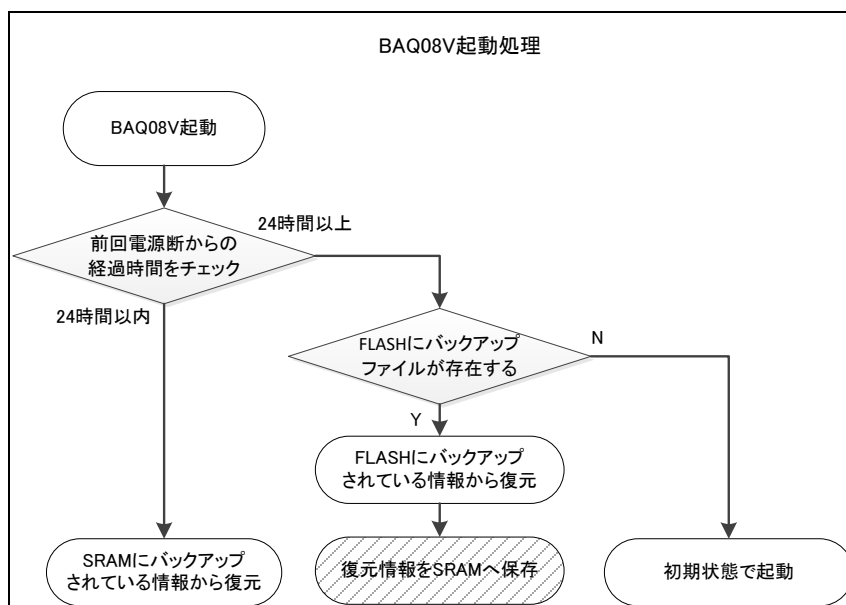 BAQ08V起動処理
BAQ08V起動
24時間以上
前回電源断からの
経過時間をチェック
24時間以内
FLASHにバックアップ
ファイルが存在する
N
Y
FLASHにバックアップ
されている情報から復元
SRAMにバックアップ
されている情報から復元
復元情報をSRAMへ保存
初期状態で起動